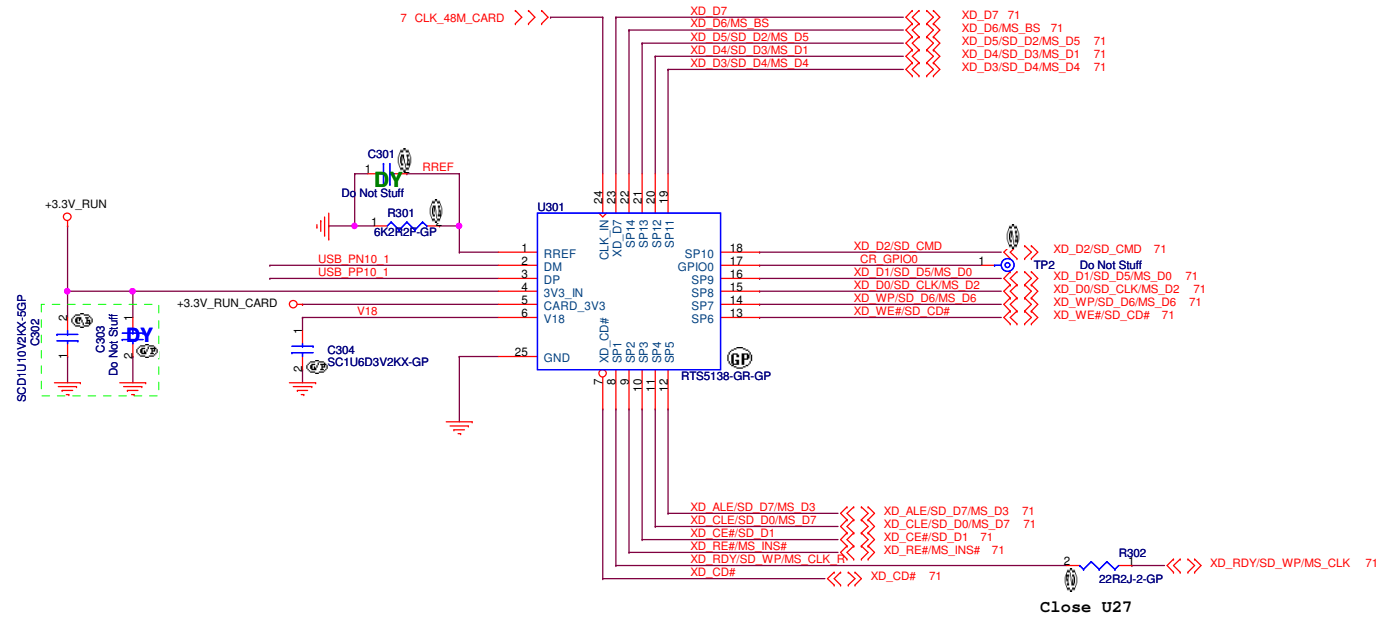 7 CLK_48M_CARD
XD_D7
XD_D7 71
XD_D6/MS_BS
XD_D6/MS_BS 71
XD_D5/SD_D2/MS_D5
XD_D5/SD_D2/MS_D5 71
XD_D4/SD_D3/MS_D1
XD_D4/SD_D3/MS_D1 71
XD_D3/SD_D4/MS_D4
XD_D3/SD_D4/MS_D4 71
C301
1
RREF
DY
Do Not Stuff
R301
1
6K2R2F-GP
+3.3V_RUN
U301
24 23 22 21 20 19
CLK_IN
XD_D7
SP14
SP13
SP12
SP11
1 RREF
USB_PN10_1 2 DM
USB_PP10_1 3 DP
4 3V3_IN
+3.3V_RUN_CARD 5 CARD_3V3
V18 6 V18
25 GND
SP10 18 XD_D2/SD_CMD
XD_D2/SD_CMD 71
GPIO0 17 CR_GPIO0 1
TP2 Do Not Stuff
SP9 16 XD_D1/SD_D5/MS_D0
XD_D1/SD_D5/MS_D0 71
SP8 15 XD_D0/SD_CLK/MS_D2
XD_D0/SD_CLK/MS_D2 71
SP7 14 XD_WP/SD_D6/MS_D6
XD_WP/SD_D6/MS_D6 71
SP6 13 XD_WE#/SD_CD#
XD_WE#/SD_CD# 71
XD_CD#
SP1
SP2
SP3
SP4
SP5
7 8 9 10 11 12
GP
RTS5138-GR-GP
SCD1U10V2KX-5GP
C302
2
1
C303
Do Not Stuff
1
DY
2
G/P
1
C304
SC1U6D3V2KX-GP
2
G/P
XD_ALE/SD_D7/MS_D3
XD_ALE/SD_D7/MS_D3 71
XD_CLE/SD_D0/MS_D7
XD_CLE/SD_D0/MS_D7 71
XD_CE#/SD_D1
XD_CE#/SD_D1 71
XD_RE#/MS_INS#
XD_RE#/MS_INS# 71
XD_RDY/SD_WP/MS_CLK_R
2
R302
1
22R2J-2-GP
XD_RDY/SD_WP/MS_CLK 71
XD_CD#
XD_CD# 71
Close U27